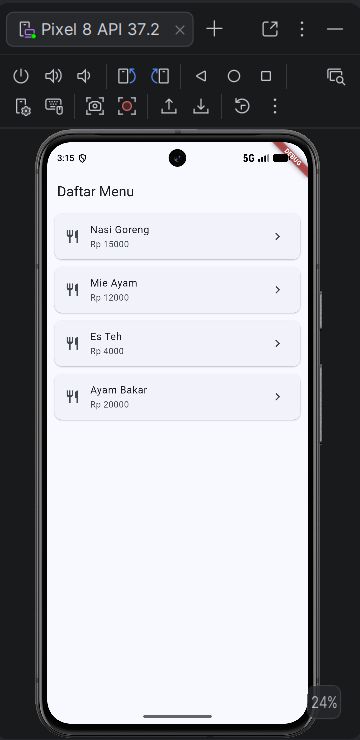 Pixel 8 API 37.2
3:15
5G
DEBUG
Daftar Menu
Nasi Goreng
Rp 15000
Mie Ayam
Rp 12000
Es Teh
Rp 4000
Ayam Bakar
Rp 20000
24%